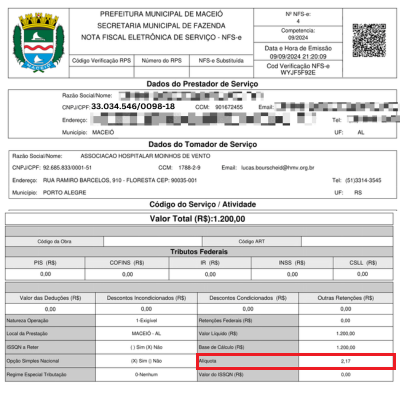 PREFEITURA MUNICIPAL DE MACEIÓ
SECRETARIA MUNICIPAL DE FAZENDA
NOTA FISCAL ELETRÔNICA DE SERVIÇO - NFS-e
Código Verificação RPS Número do RPS NFS-e Substituída
Nº NFS-e:
4
Competencia:
09/2024
Data e Hora de Emissão
09/09/2024 21:20:09
Cod Verificação NFS-e
WYJF5F92E
MACEIÓ
Dados do Prestador de Serviço
Razão Social/Nome:
CNPJ/CPF: 33.034.546/0098-18 CCM: 901672455 Email:
Endereço: Tel:
Município: MACEIÓ UF: AL
Dados do Tomador de Serviço
Razão Social/Nome: ASSOCIACAO HOSPITALAR MOINHOS DE VENTO
CNPJ/CPF: 92.685.833/0001-51 CCM: 1788-2-9 Email: lucas.bourscheid@hmv.org.br
Endereço: RUA RAMIRO BARCELOS, 910 - FLORESTA CEP: 90035-001 Tel: (51)3314-3545
Município: PORTO ALEGRE UF: RS
Código do Serviço / Atividade
Valor Total (R$):1.200,00
Código da Obra Código ART
Tributos Federais
PIS (R$) COFINS (R$) IR (R$) INSS (R$) CSLL (R$)
0,00 0,00 0,00 0,00 0,00
Valor das Deduções (R$) Descontos Incondicionados (R$) Descontos Condicionados (R$) Outras Retenções (R$)
0,00 0,00 0,00 0,00
Natureza Operação 1-Exigível Retenções Federais (R$) 0,00
Local da Prestação MACEIO - AL Valor Líquido (R$) 1.200,00
ISSQN a Reter ( ) Sim (X) Não Base de Cálculo (R$) 1.200,00
Opção Simples Nacional (X) Sim () Não Alíquota 2,17
Regime Especial Tributação 0-Nenhum Valor do ISSQN (R$) 0,00